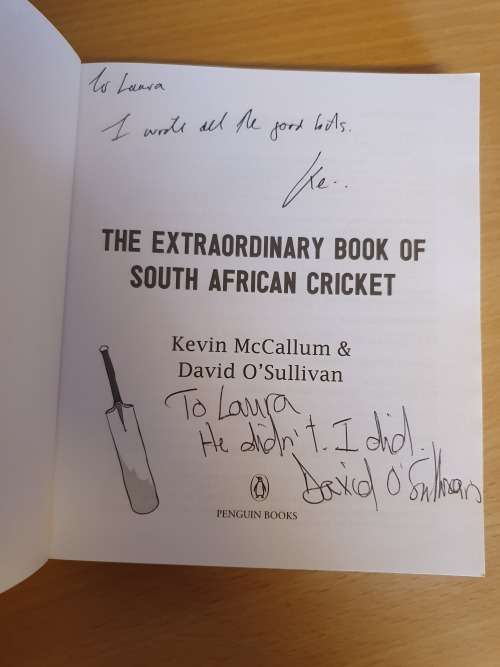 To Laura
I wrote all the good bits.
Ke..
THE EXTRAORDINARY BOOK OF
SOUTH AFRICAN CRICKET
Kevin McCallum &
David O'Sullivan
To Laura
He didn't. I did.
David O'Sullivan
PENGUIN BOOKS